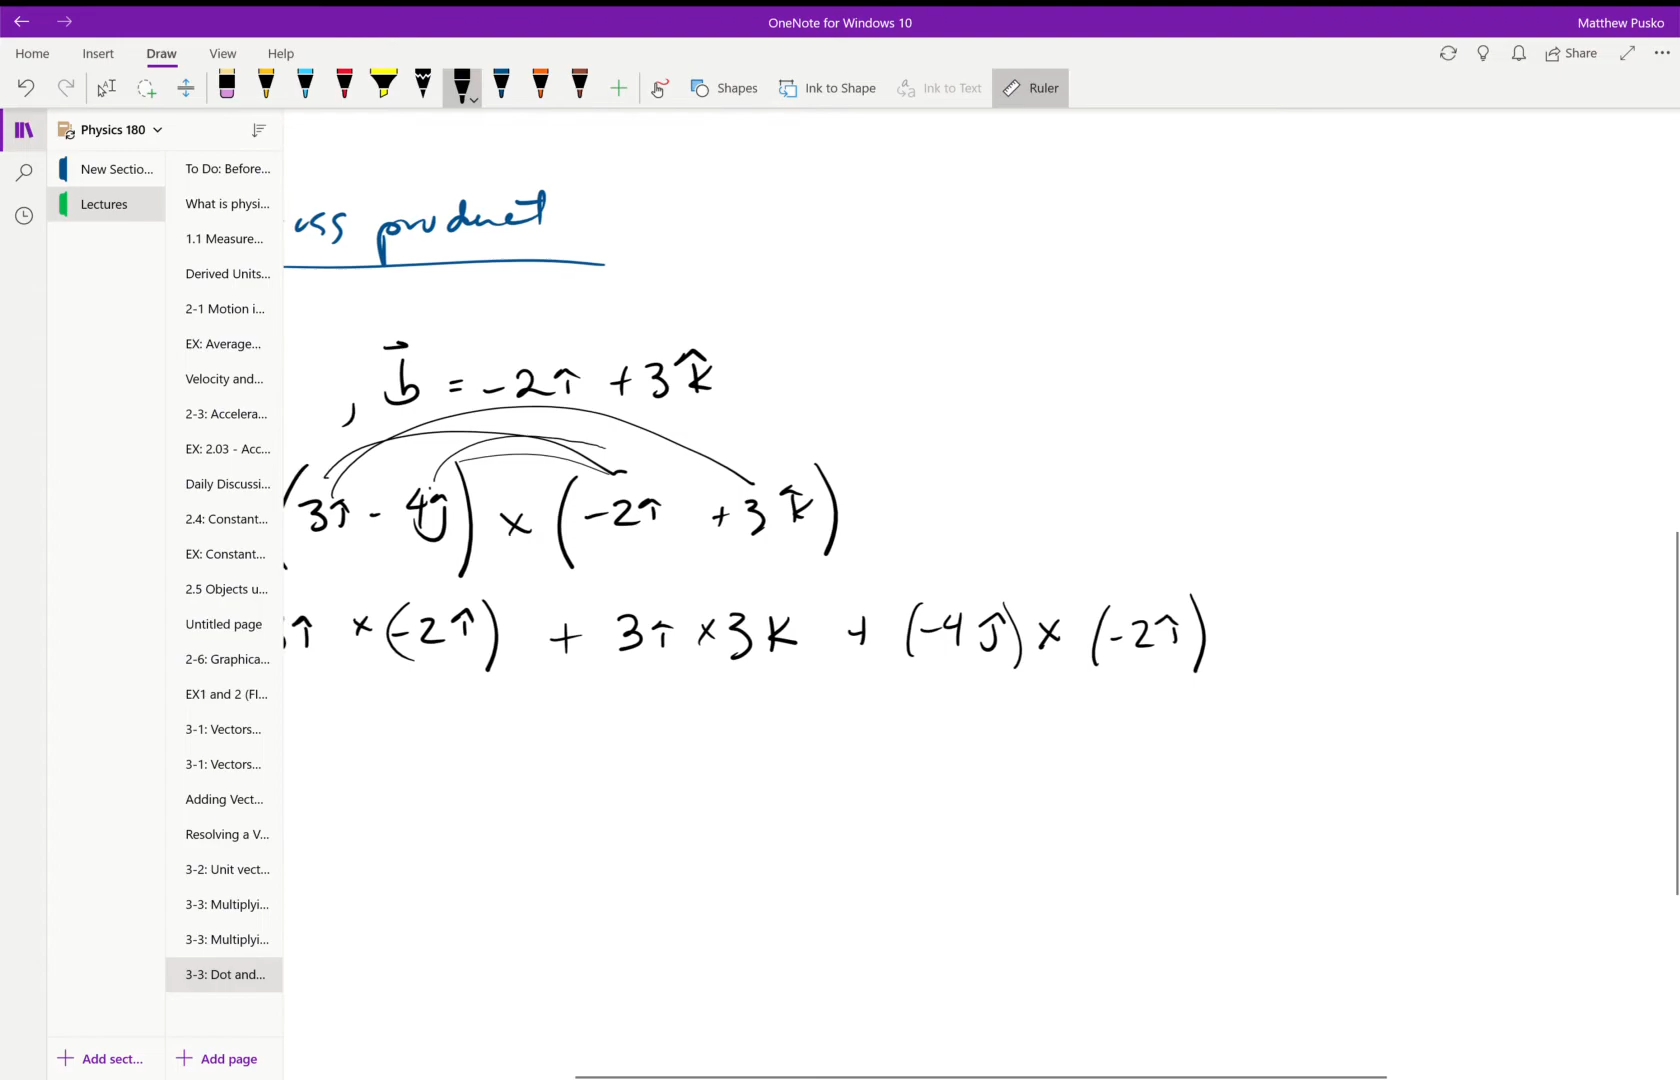 OneNote for Windows 10
Matthew Pusko
Home Insert Draw View Help
Share
Shapes Ink to Shape Ink to Text Ruler
Physics 180
New Sectio...
Lectures
To Do: Before...
What is physi...
1.1 Measure...
Derived Units...
2-1 Motion i...
EX: Average...
Velocity and...
2-3: Accelera...
EX: 2.03 - Acc...
Daily Discussi...
2.4: Constant...
EX: Constant...
2.5 Objects u...
Untitled page
2-6: Graphica...
EX1 and 2 (FI...
3-1: Vectors...
3-1: Vectors...
Adding Vect...
Resolving a V...
3-2: Unit vect...
3-3: Multiplyi...
3-3: Multiplyi...
3-3: Dot and...
Add sect...
Add page
oss product
, b⃗ = -2î + 3k̂
(3î - 4ĵ) × (-2î + 3k̂)
î × (-2î) + 3î × 3k + (-4ĵ) × (-2î)